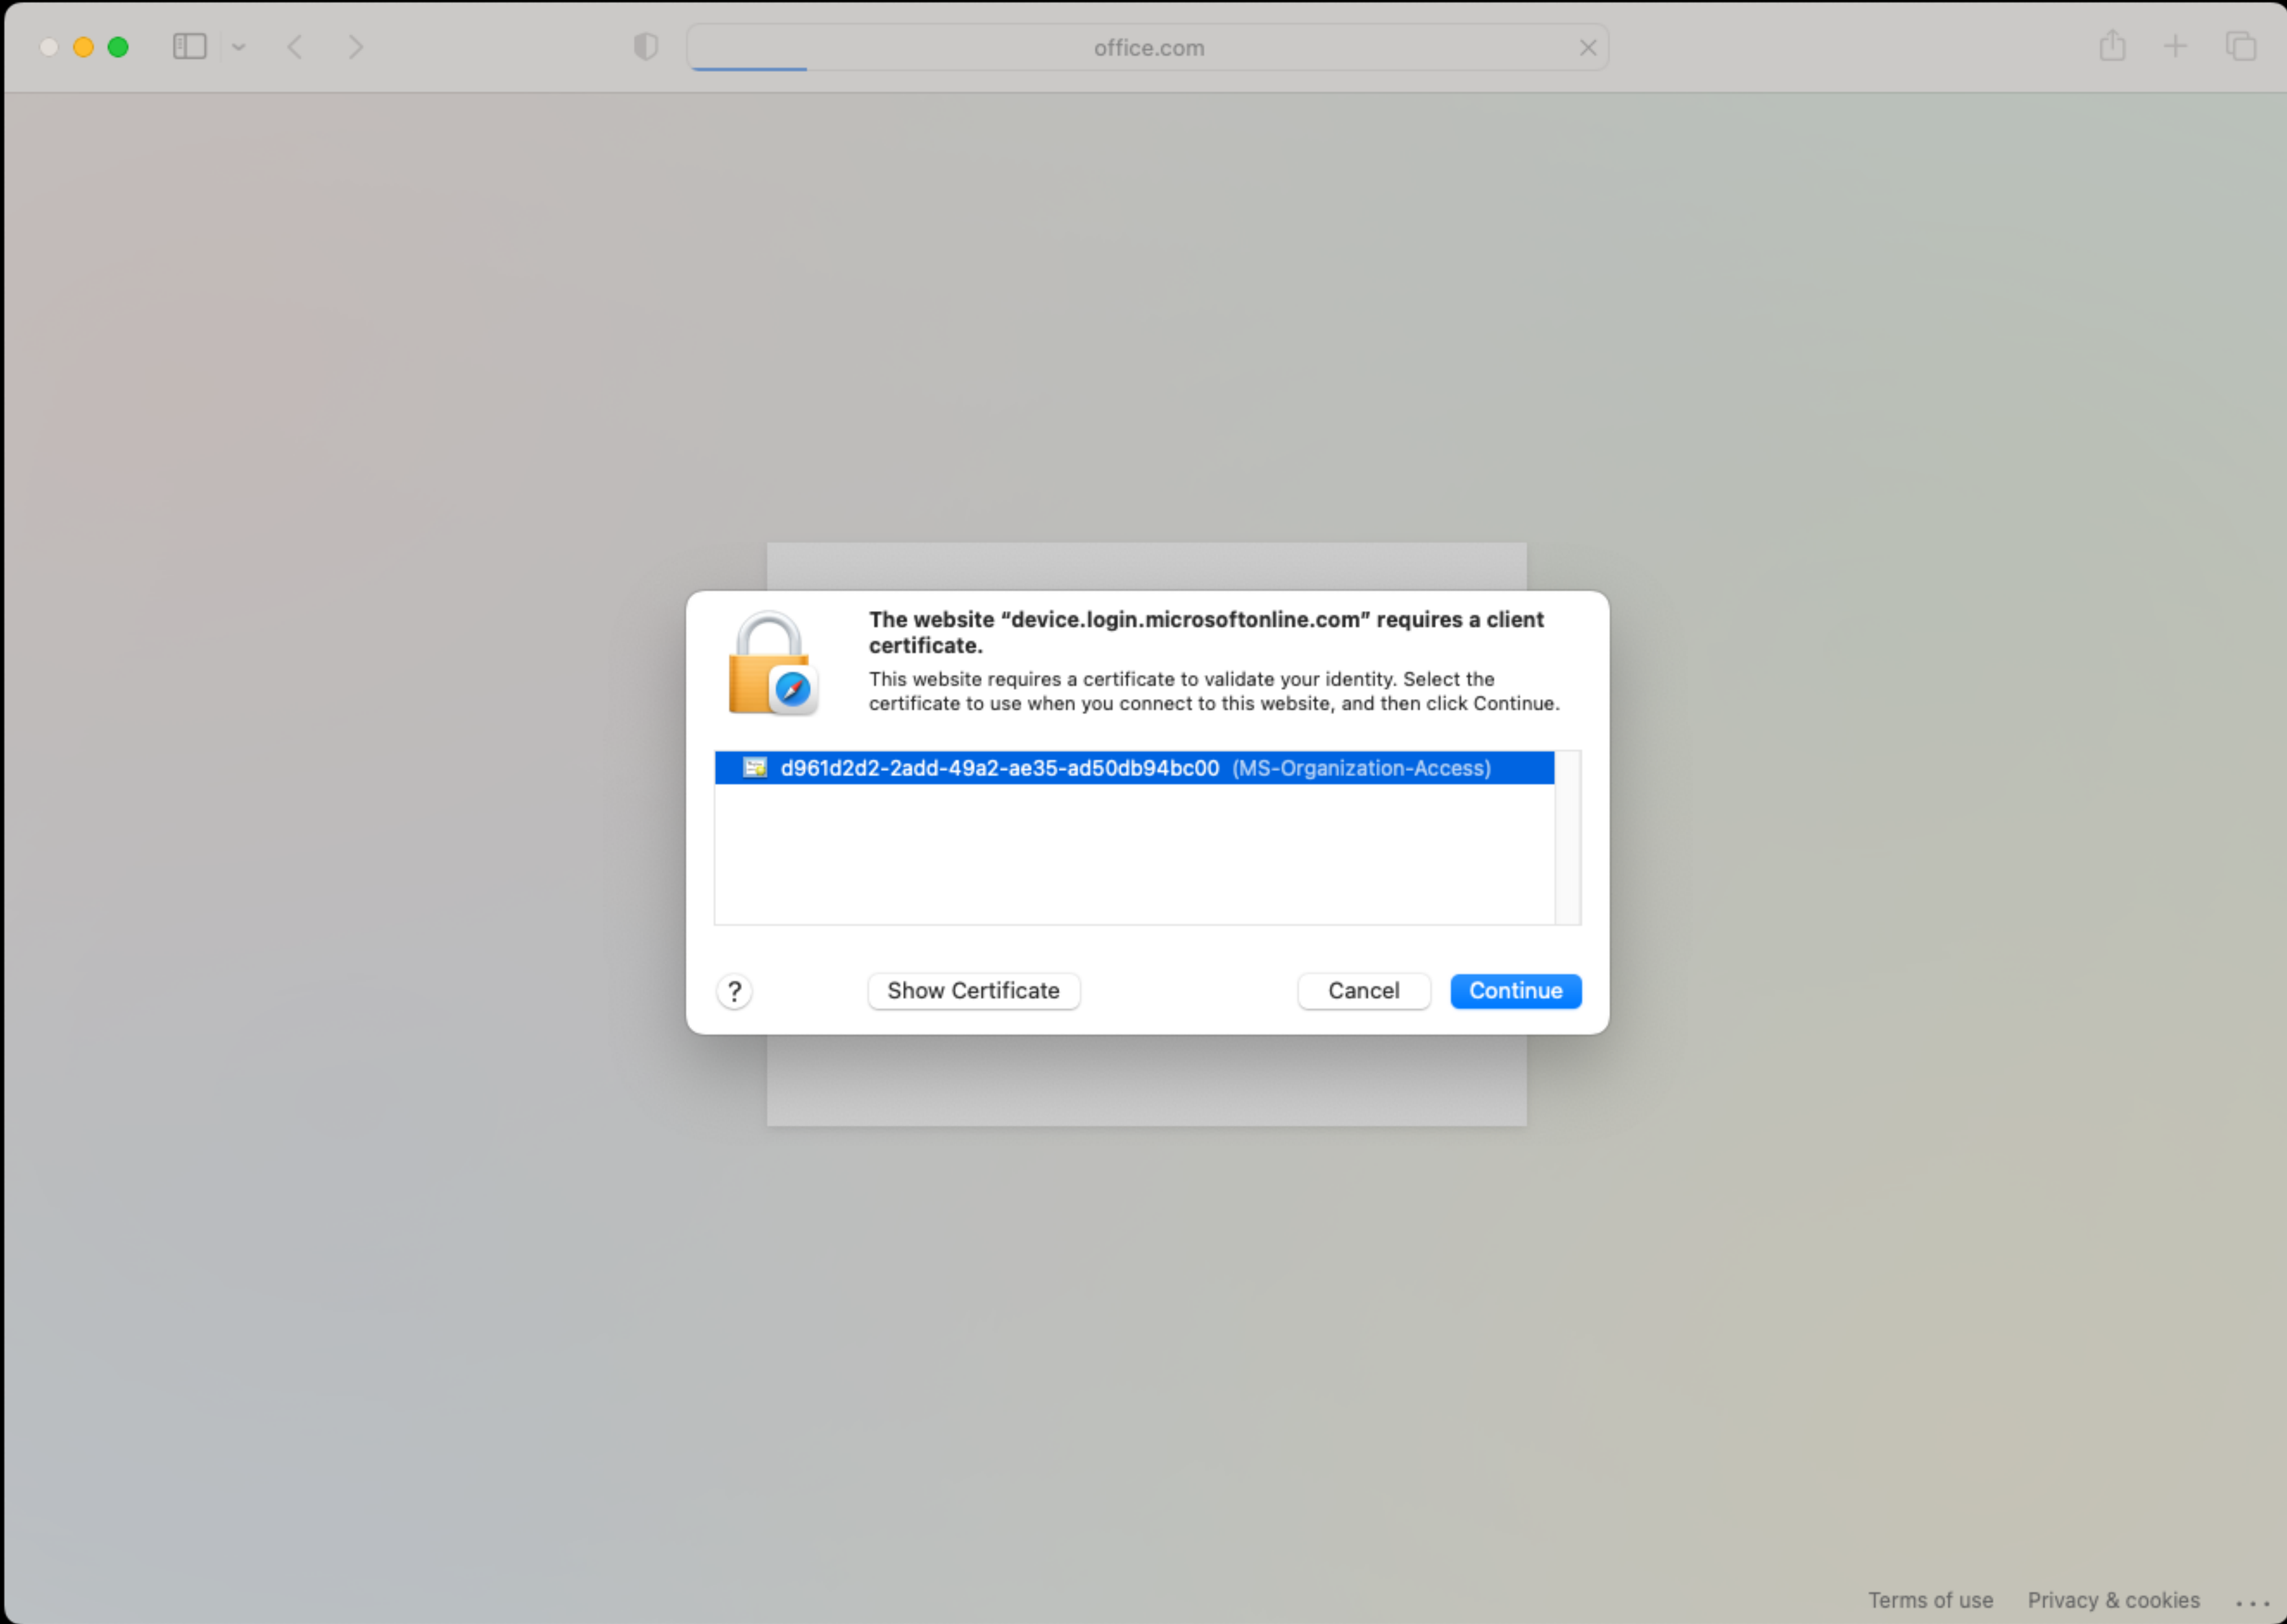 office.com
The website “device.login.microsoftonline.com” requires a client
certificate.
This website requires a certificate to validate your identity. Select the
certificate to use when you connect to this website, and then click Continue.
d961d2d2-2add-49a2-ae35-ad50db94bc00 (MS-Organization-Access)
? Show Certificate Cancel Continue
Terms of use Privacy & cookies ...